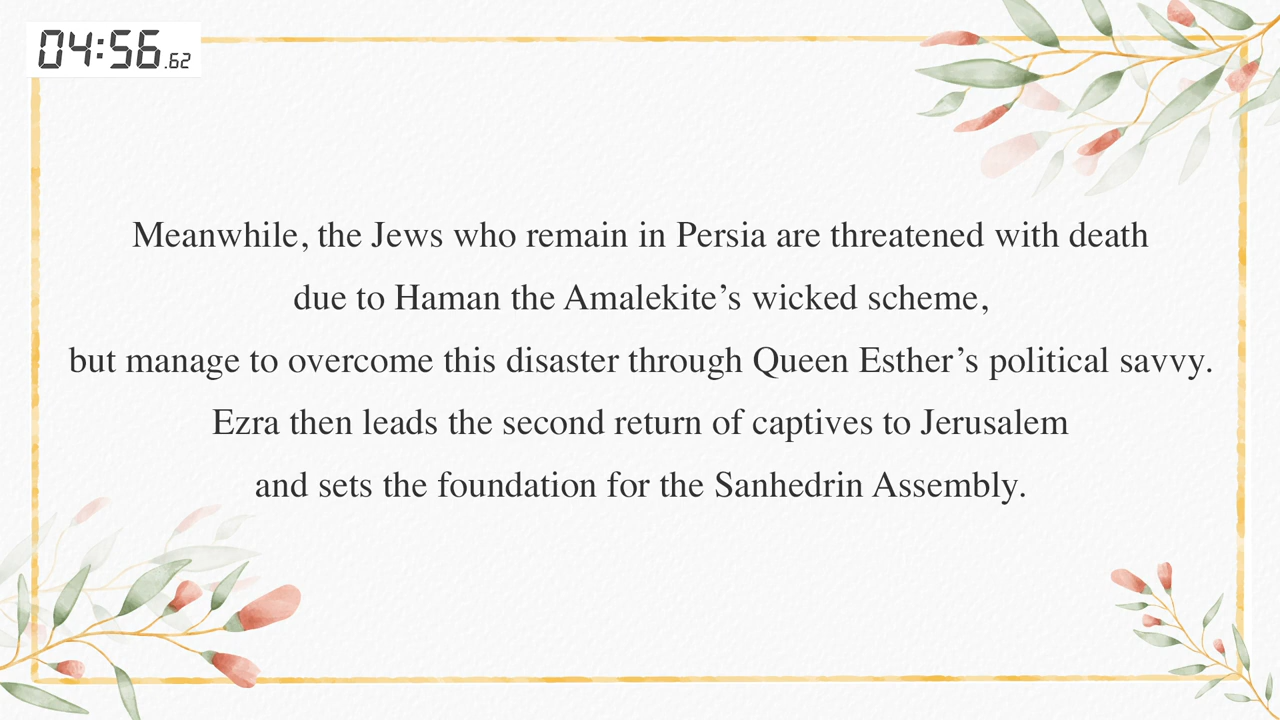 04:56.62
Meanwhile, the Jews who remain in Persia are threatened with death
due to Haman the Amalekite’s wicked scheme,
but manage to overcome this disaster through Queen Esther’s political savvy.
Ezra then leads the second return of captives to Jerusalem
and sets the foundation for the Sanhedrin Assembly.